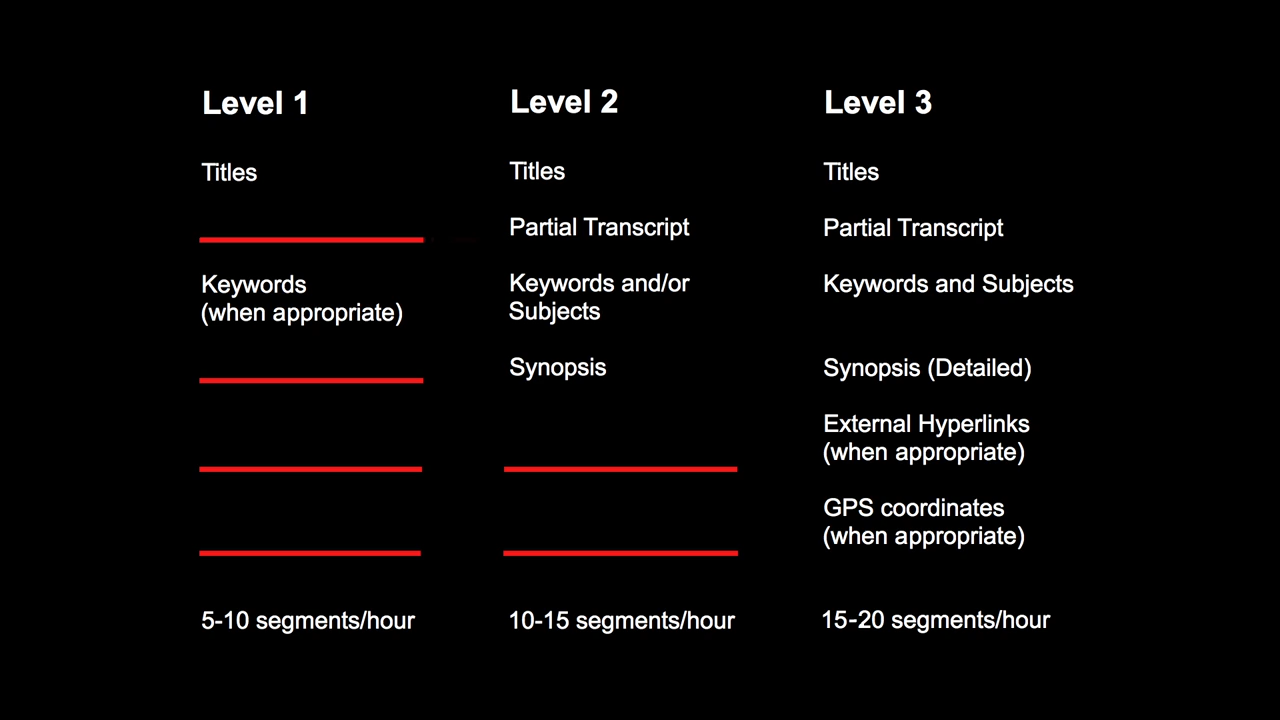 Level 1
Titles
Keywords
(when appropriate)
5-10 segments/hour
Level 2
Titles
Partial Transcript
Keywords and/or
Subjects
Synopsis
10-15 segments/hour
Level 3
Titles
Partial Transcript
Keywords and Subjects
Synopsis (Detailed)
External Hyperlinks
(when appropriate)
GPS coordinates
(when appropriate)
15-20 segments/hour